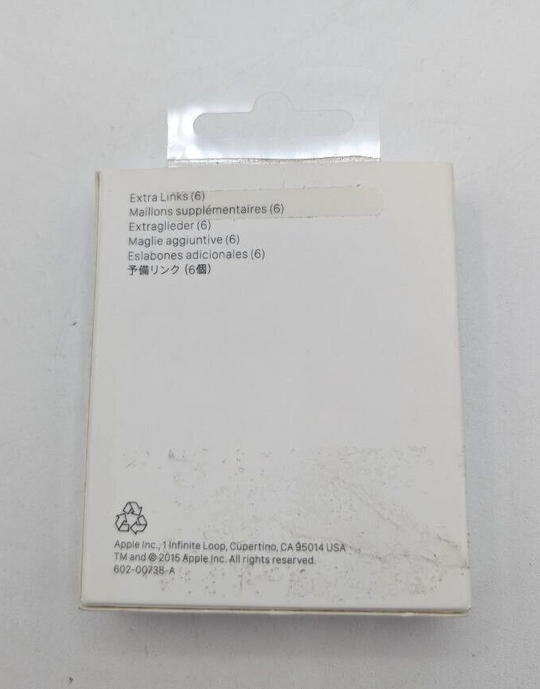 Extra Links (6)
Maillons supplémentaires (6)
Extraglieder (6)
Maglie aggiuntive (6)
Eslabones adicionales (6)
予備リンク (6個)
Apple Inc., 1 Infinite Loop, Cupertino, CA 95014 USA
TM and © 2015 Apple Inc. All rights reserved.
602-00738-A